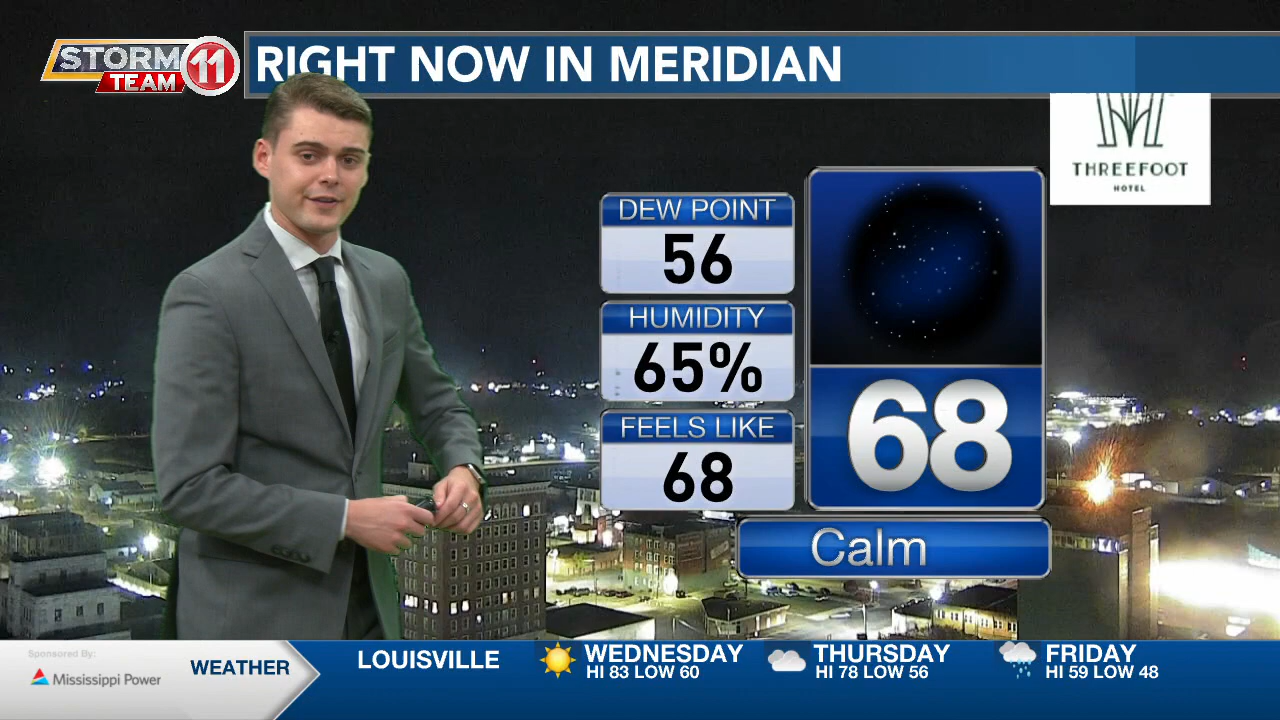 STORM
TEAM
11
RIGHT NOW IN MERIDIAN
THREEFOOT
HOTEL
DEW POINT
56
HUMIDITY
65%
FEELS LIKE
68
68
Calm
Sponsored By:
Mississippi Power
WEATHER
LOUISVILLE
WEDNESDAY
HI 83 LOW 60
THURSDAY
HI 78 LOW 56
FRIDAY
HI 59 LOW 48